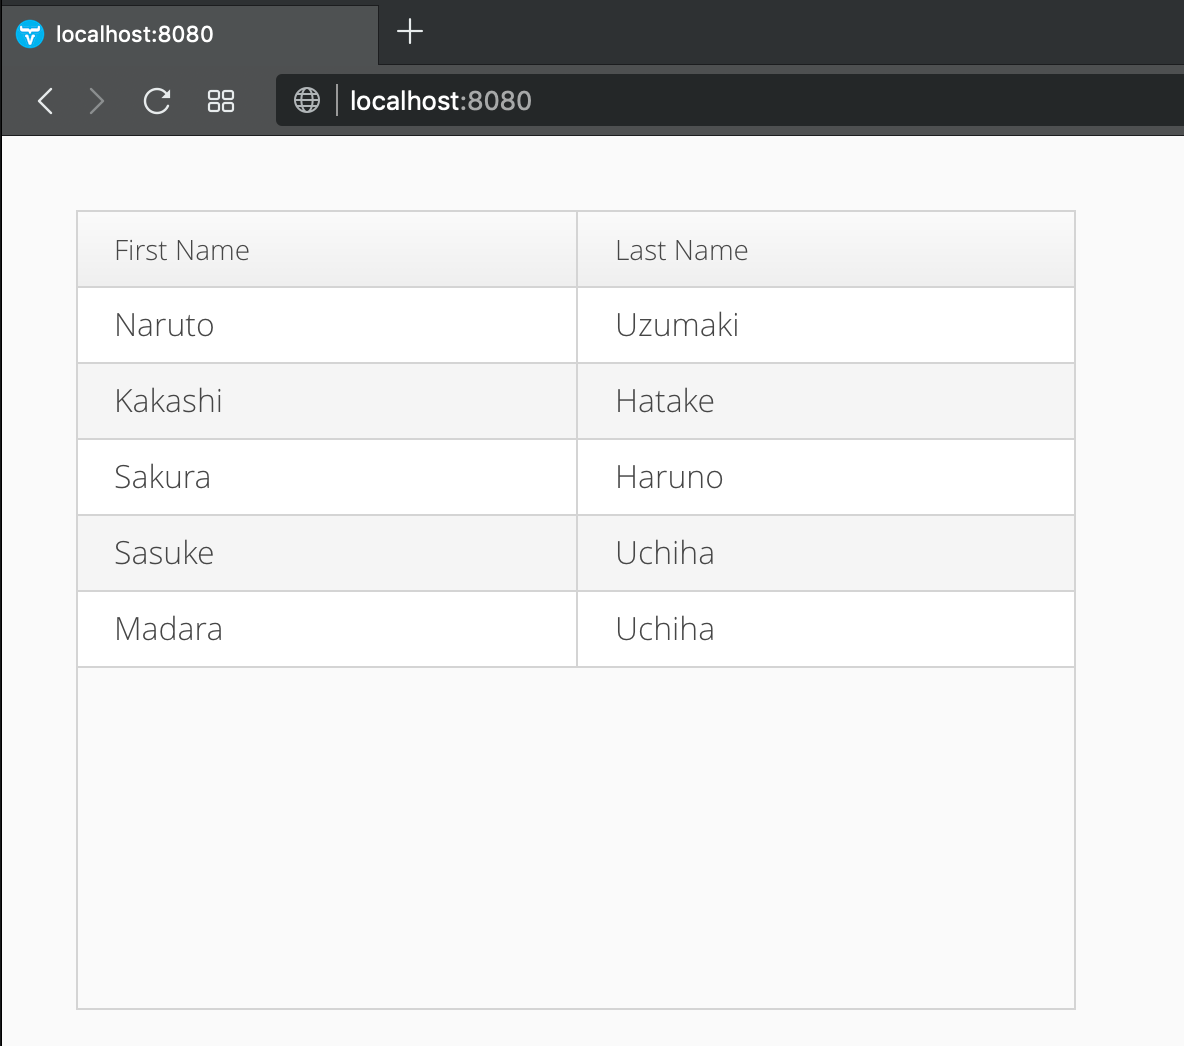 localhost:8080
localhost:8080
First Name Last Name
Naruto Uzumaki
Kakashi Hatake
Sakura Haruno
Sasuke Uchiha
Madara Uchiha